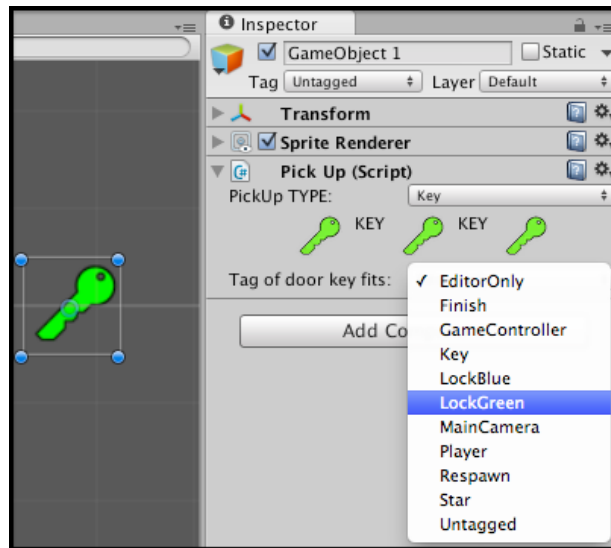 Inspector
GameObject 1 Static
Tag Untagged Layer Default
Transform
Sprite Renderer
C# Pick Up (Script)
PickUp TYPE: Key
KEY KEY
Tag of door key fits: ✓ EditorOnly
Finish
GameController
Add Co
Key
LockBlue
LockGreen
MainCamera
Player
Respawn
Star
Untagged